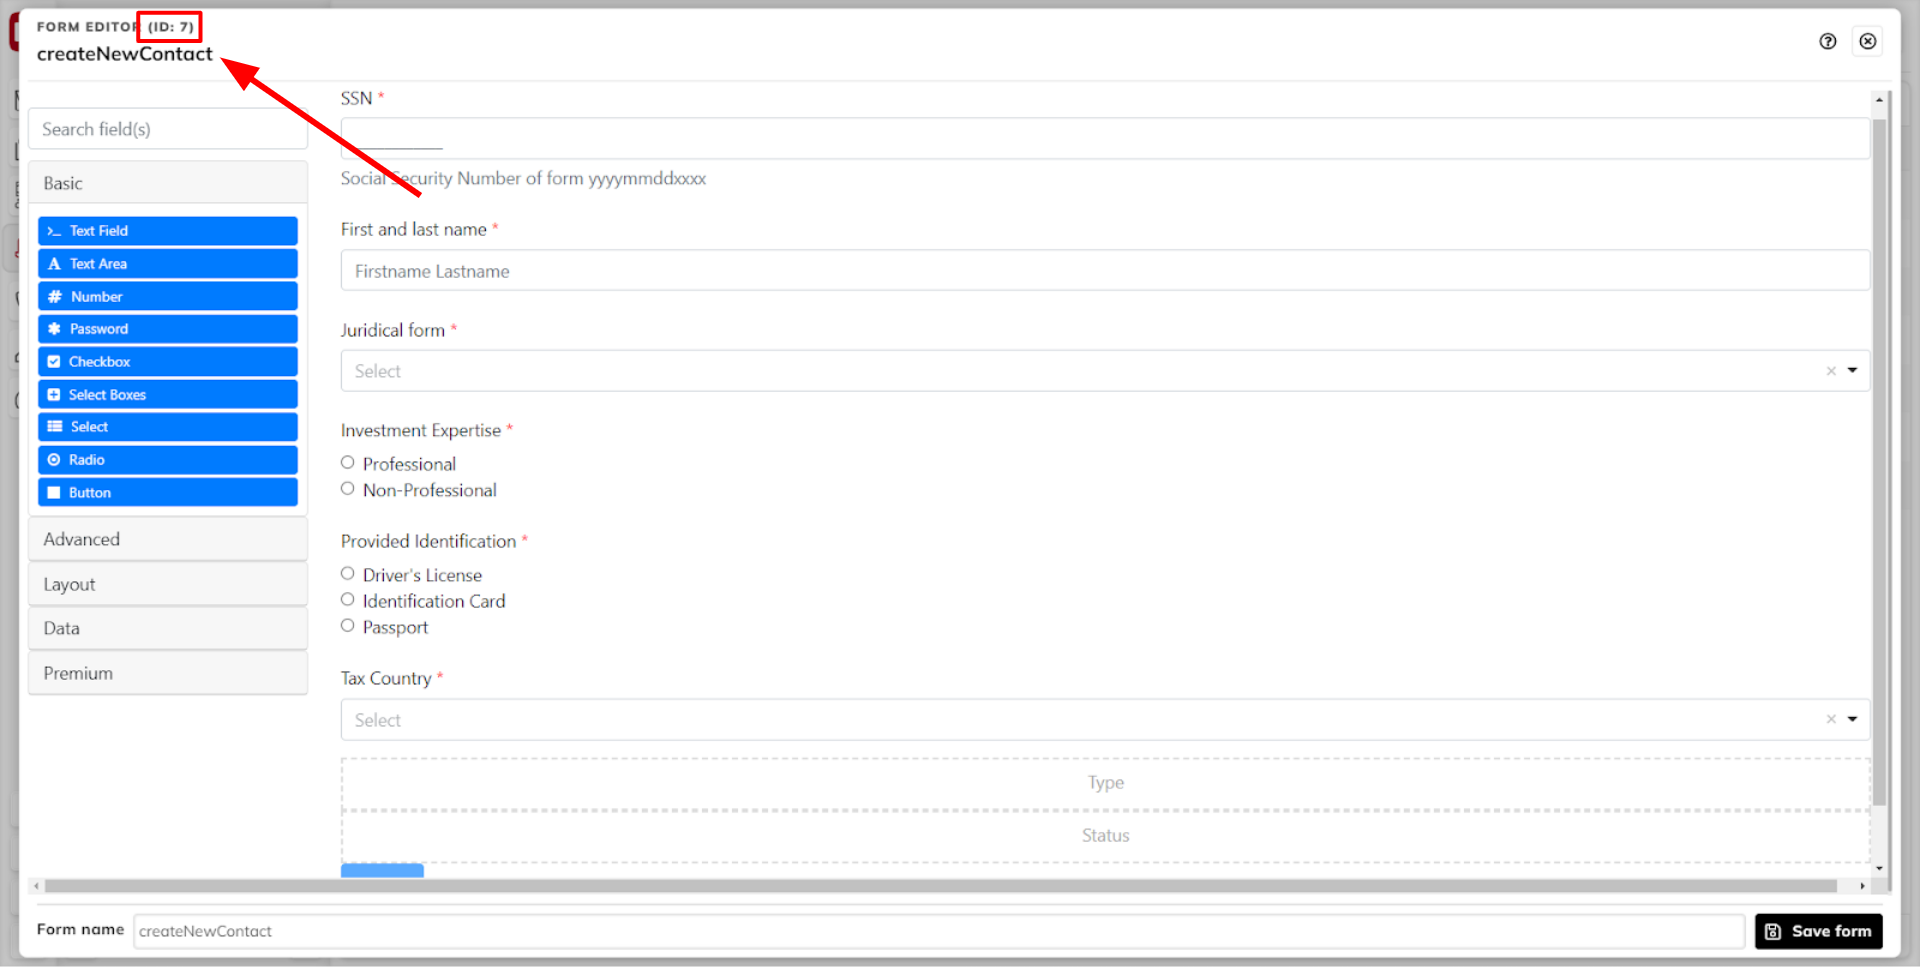 FORM EDITOR (ID: 7)
createNewContact
Search field(s)
Basic
Text Field
Text Area
Number
Password
Checkbox
Select Boxes
Select
Radio
Button
Advanced
Layout
Data
Premium
SSN *
Social Security Number of form yyyymmddxxxx
First and last name *
Firstname Lastname
Juridical form *
Select
Investment Expertise *
Professional
Non-Professional
Provided Identification *
Driver's License
Identification Card
Passport
Tax Country *
Select
Type
Status
Form name createNewContact Save form